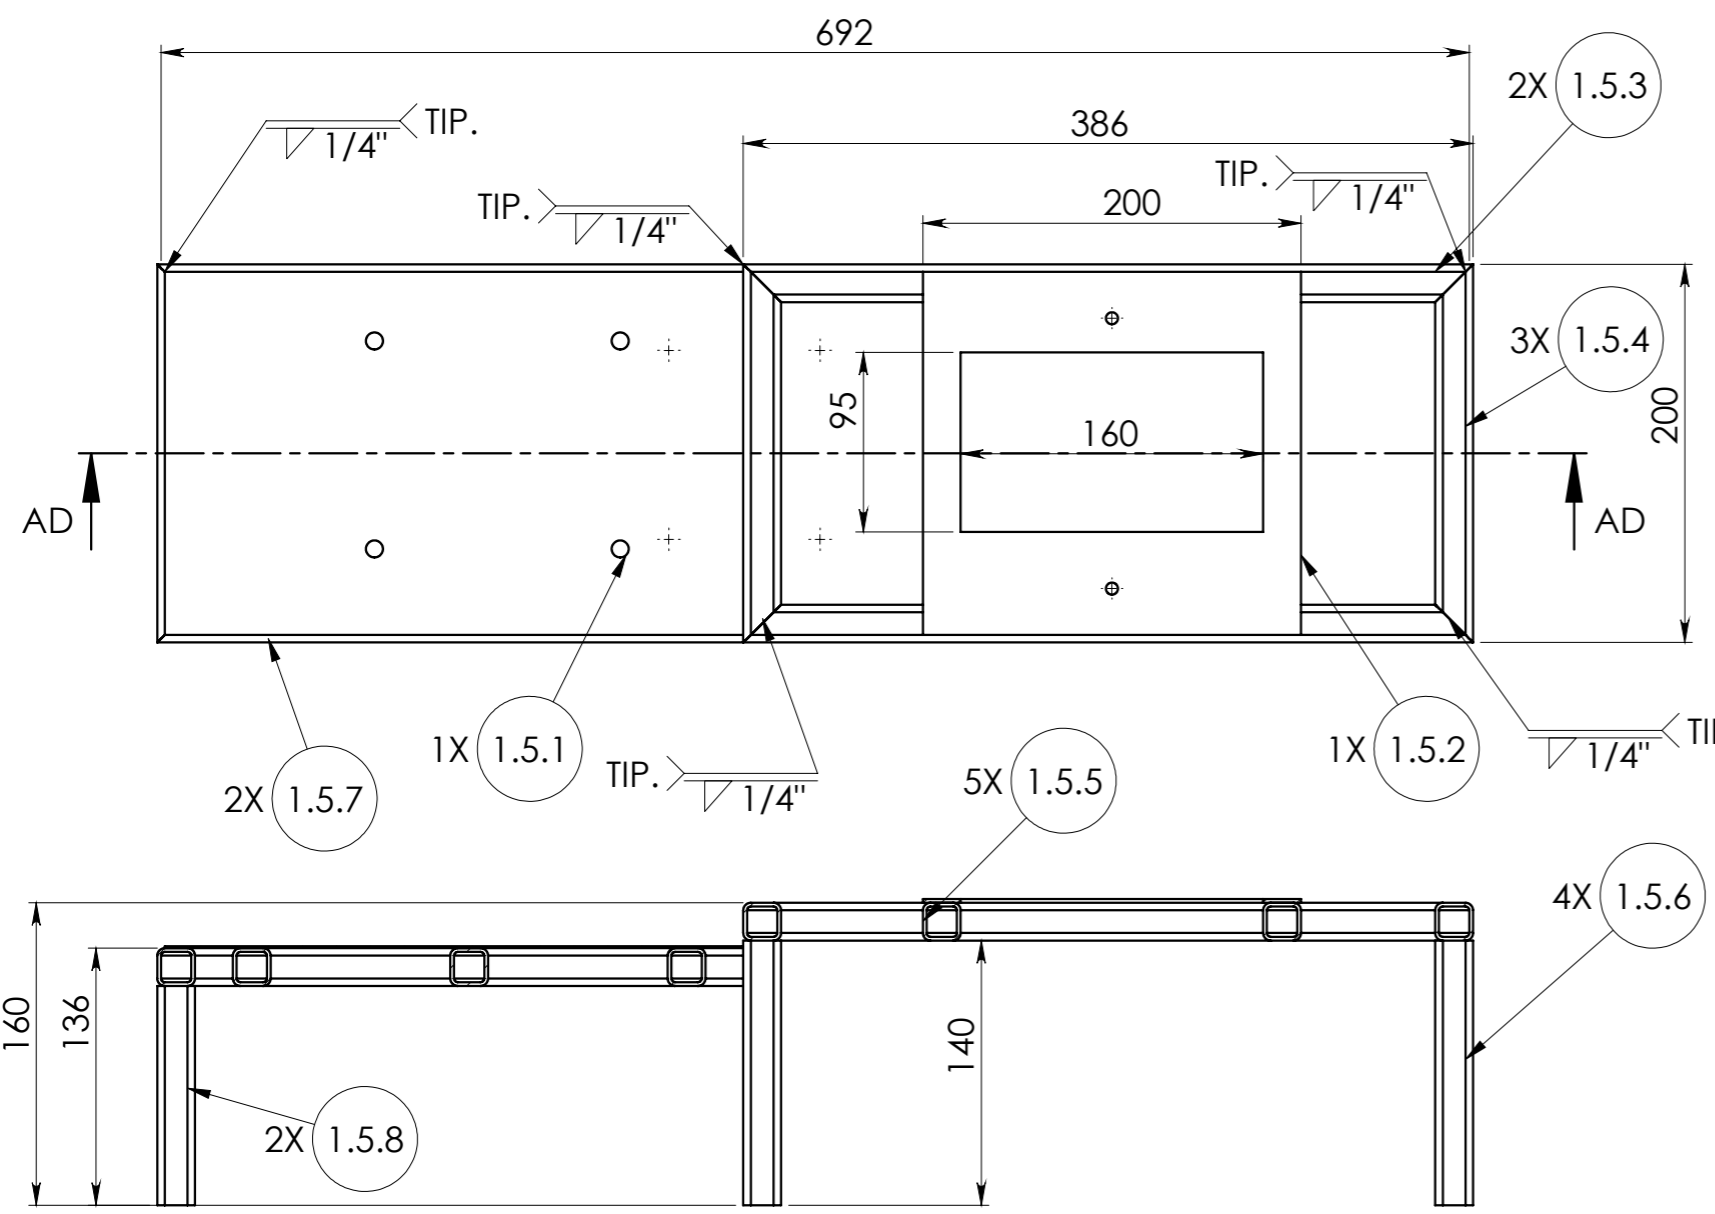 692
2X 1.5.3
TIP. 1/4"
386
TIP. 1/4"
TIP. 1/4"
200
3X 1.5.4
95
160
200
AD
AD
1X 1.5.1
1X 1.5.2
TIP. 1/4"
TI
1/4"
2X 1.5.7
5X 1.5.5
4X 1.5.6
160
136
140
2X 1.5.8